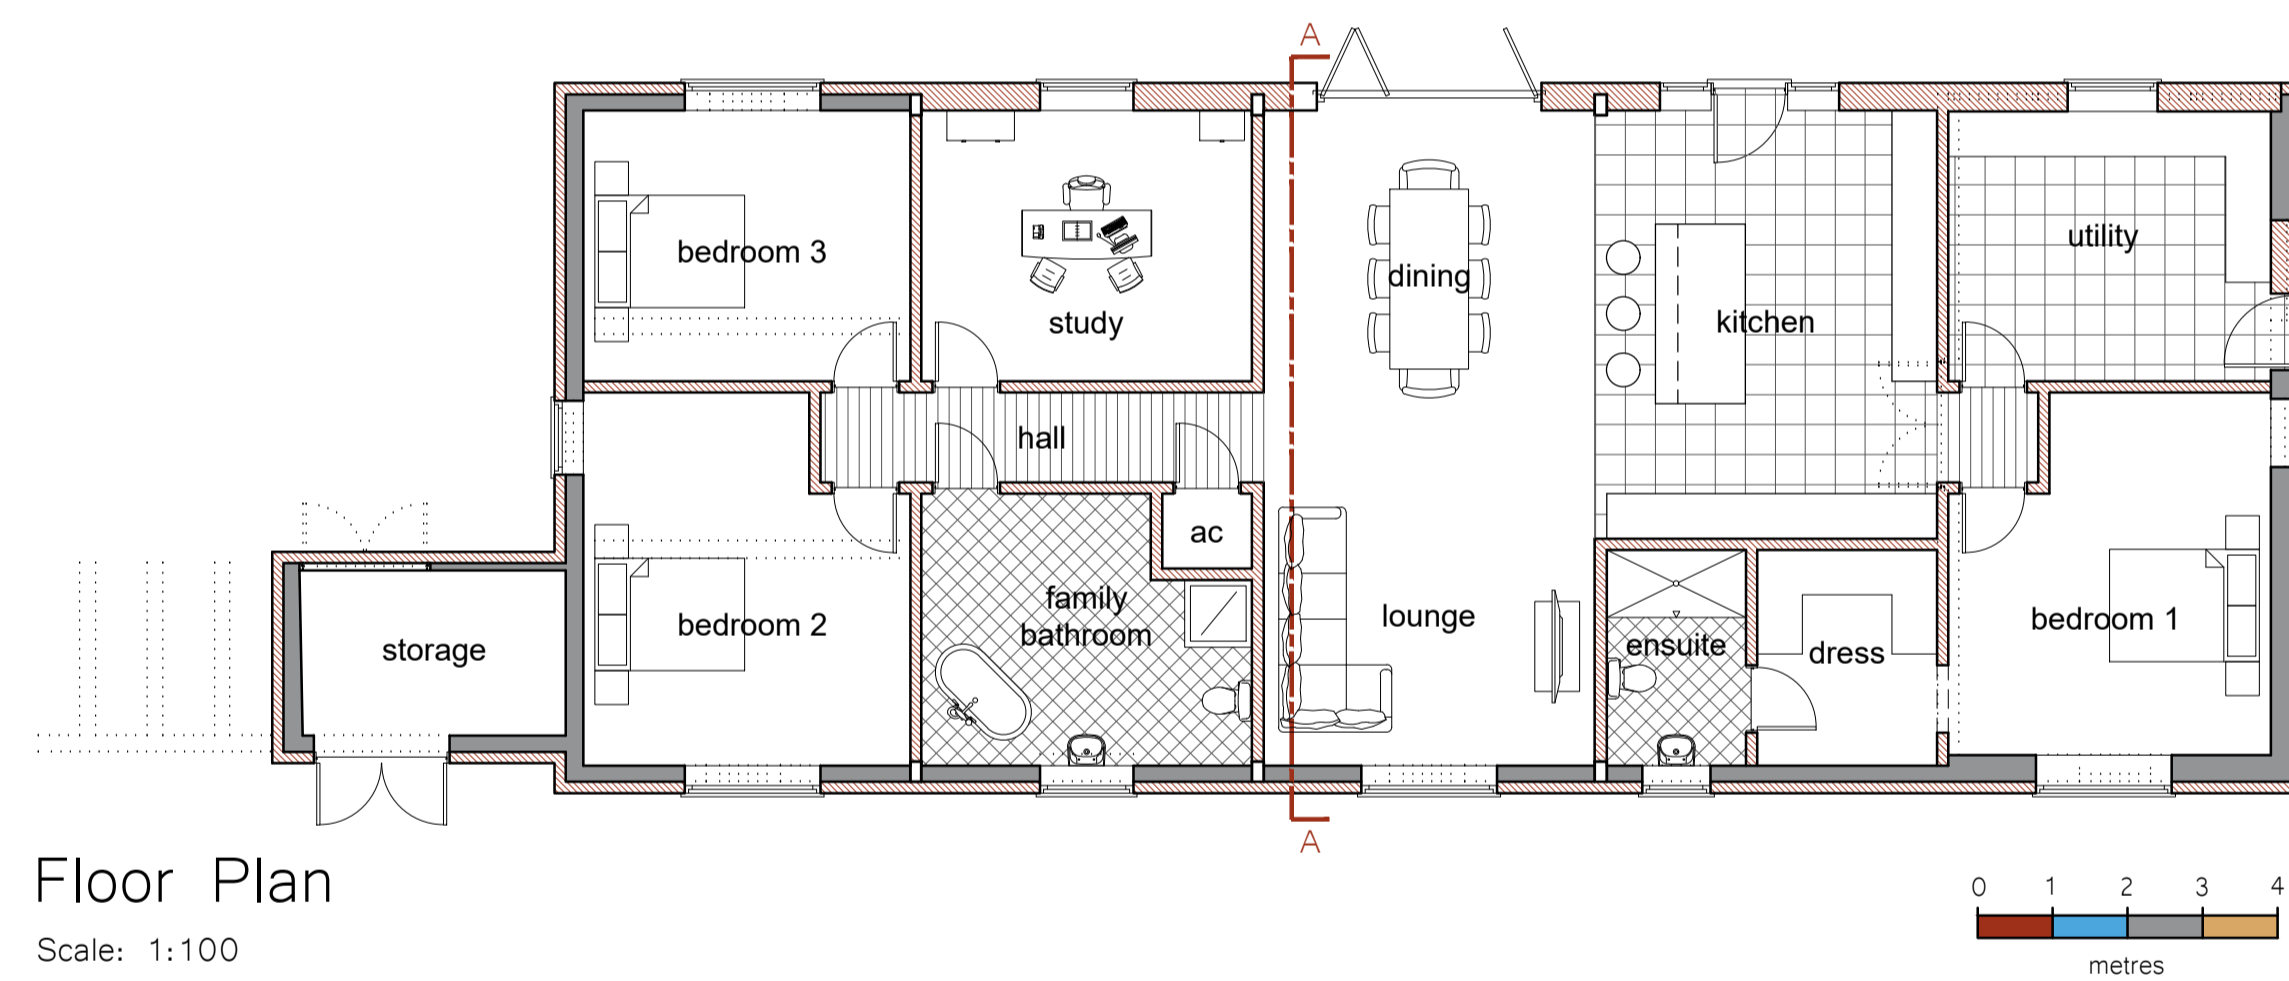 A
bedroom 3
study
dining
kitchen
utility
hall
ac
storage
bedroom 2
family
bathroom
lounge
ensuite
dress
bedroom 1
A
Floor Plan
Scale: 1:100
0 1 2 3 4
metres